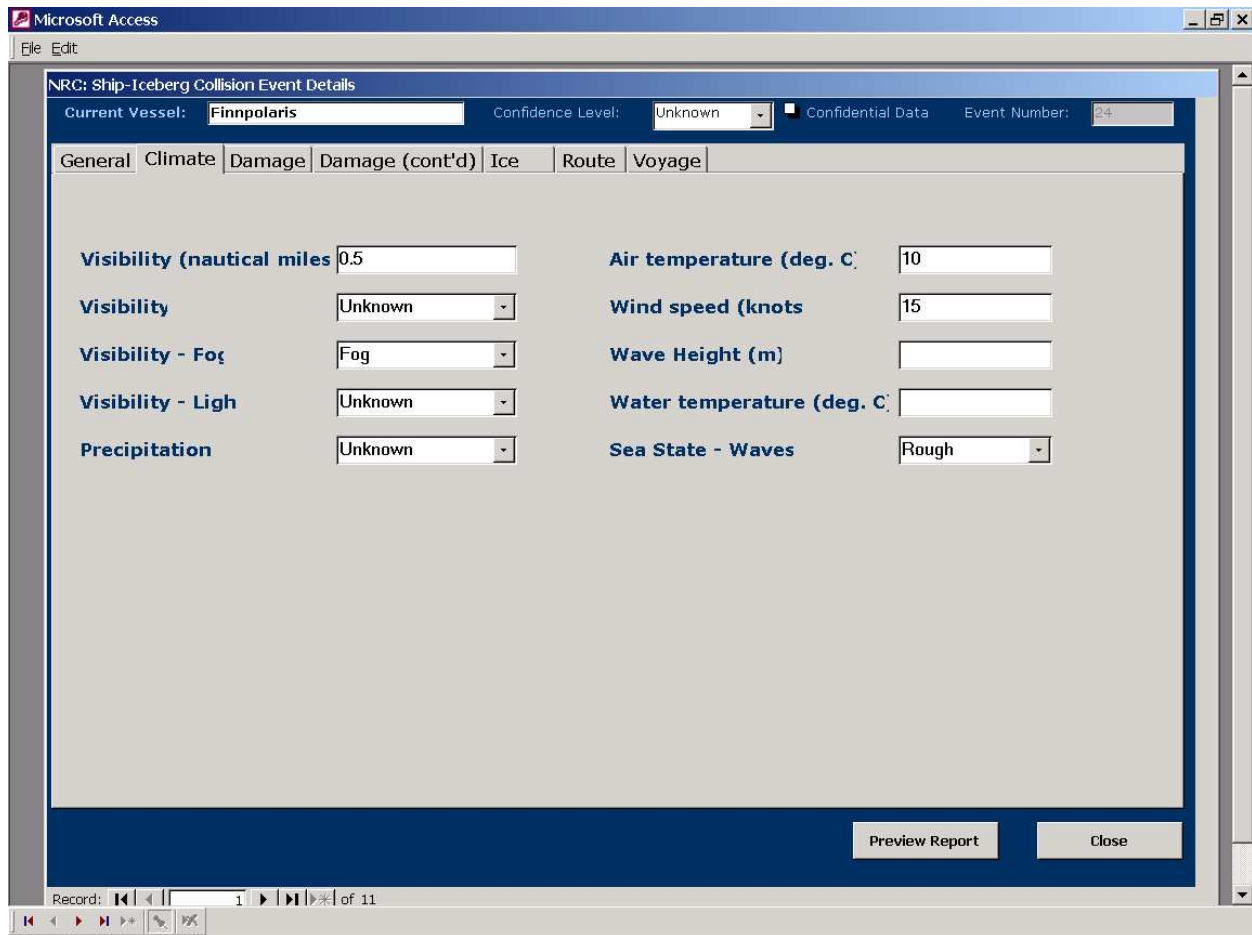 Microsoft Access
File Edit
NRC: Ship-Iceberg Collision Event Details
Current Vessel: Finnpolaris Confidence Level: Unknown Confidential Data Event Number: 24
General Climate Damage Damage (cont'd) Ice Route Voyage
Visibility (nautical miles 0.5 Air temperature (deg. C) 10
Visibility Unknown Wind speed (knots 15
Visibility - Fog Fog Wave Height (m)
Visibility - Ligh Unknown Water temperature (deg. C)
Precipitation Unknown Sea State - Waves Rough
Preview Report Close
Record: 1 of 11